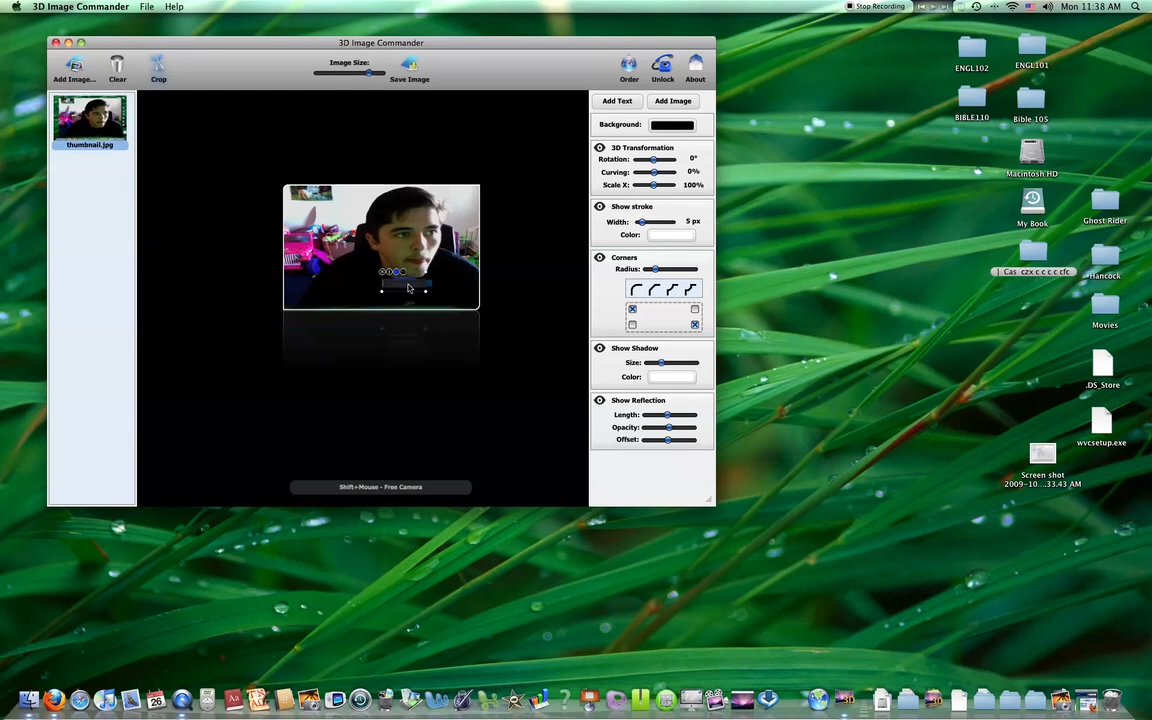 3D Image Commander File Help
Stop Recording
Mon 11:38 AM
3D Image Commander
Add Image...
Clear
Crop
Image Size:
Save Image
Order
Unlock
About
thumbnail.jpg
Add Text
Add Image
Background:
3D Transformation
Rotation: 0°
Curving: 0%
Scale X: 100%
Show stroke
Width: 5 px
Color:
Corners
Radius:
Show Shadow
Size:
Color:
Show Reflection
Length:
Opacity:
Offset:
Shift+Mouse - Free Camera
ENGL102
ENGL101
BIBLE110
Bible 105
Macintosh HD
My Book
Ghost Rider
Hancock
Movies
.DS_Store
wvcsetup.exe
Screen shot
2009-10....33.43 AM
26